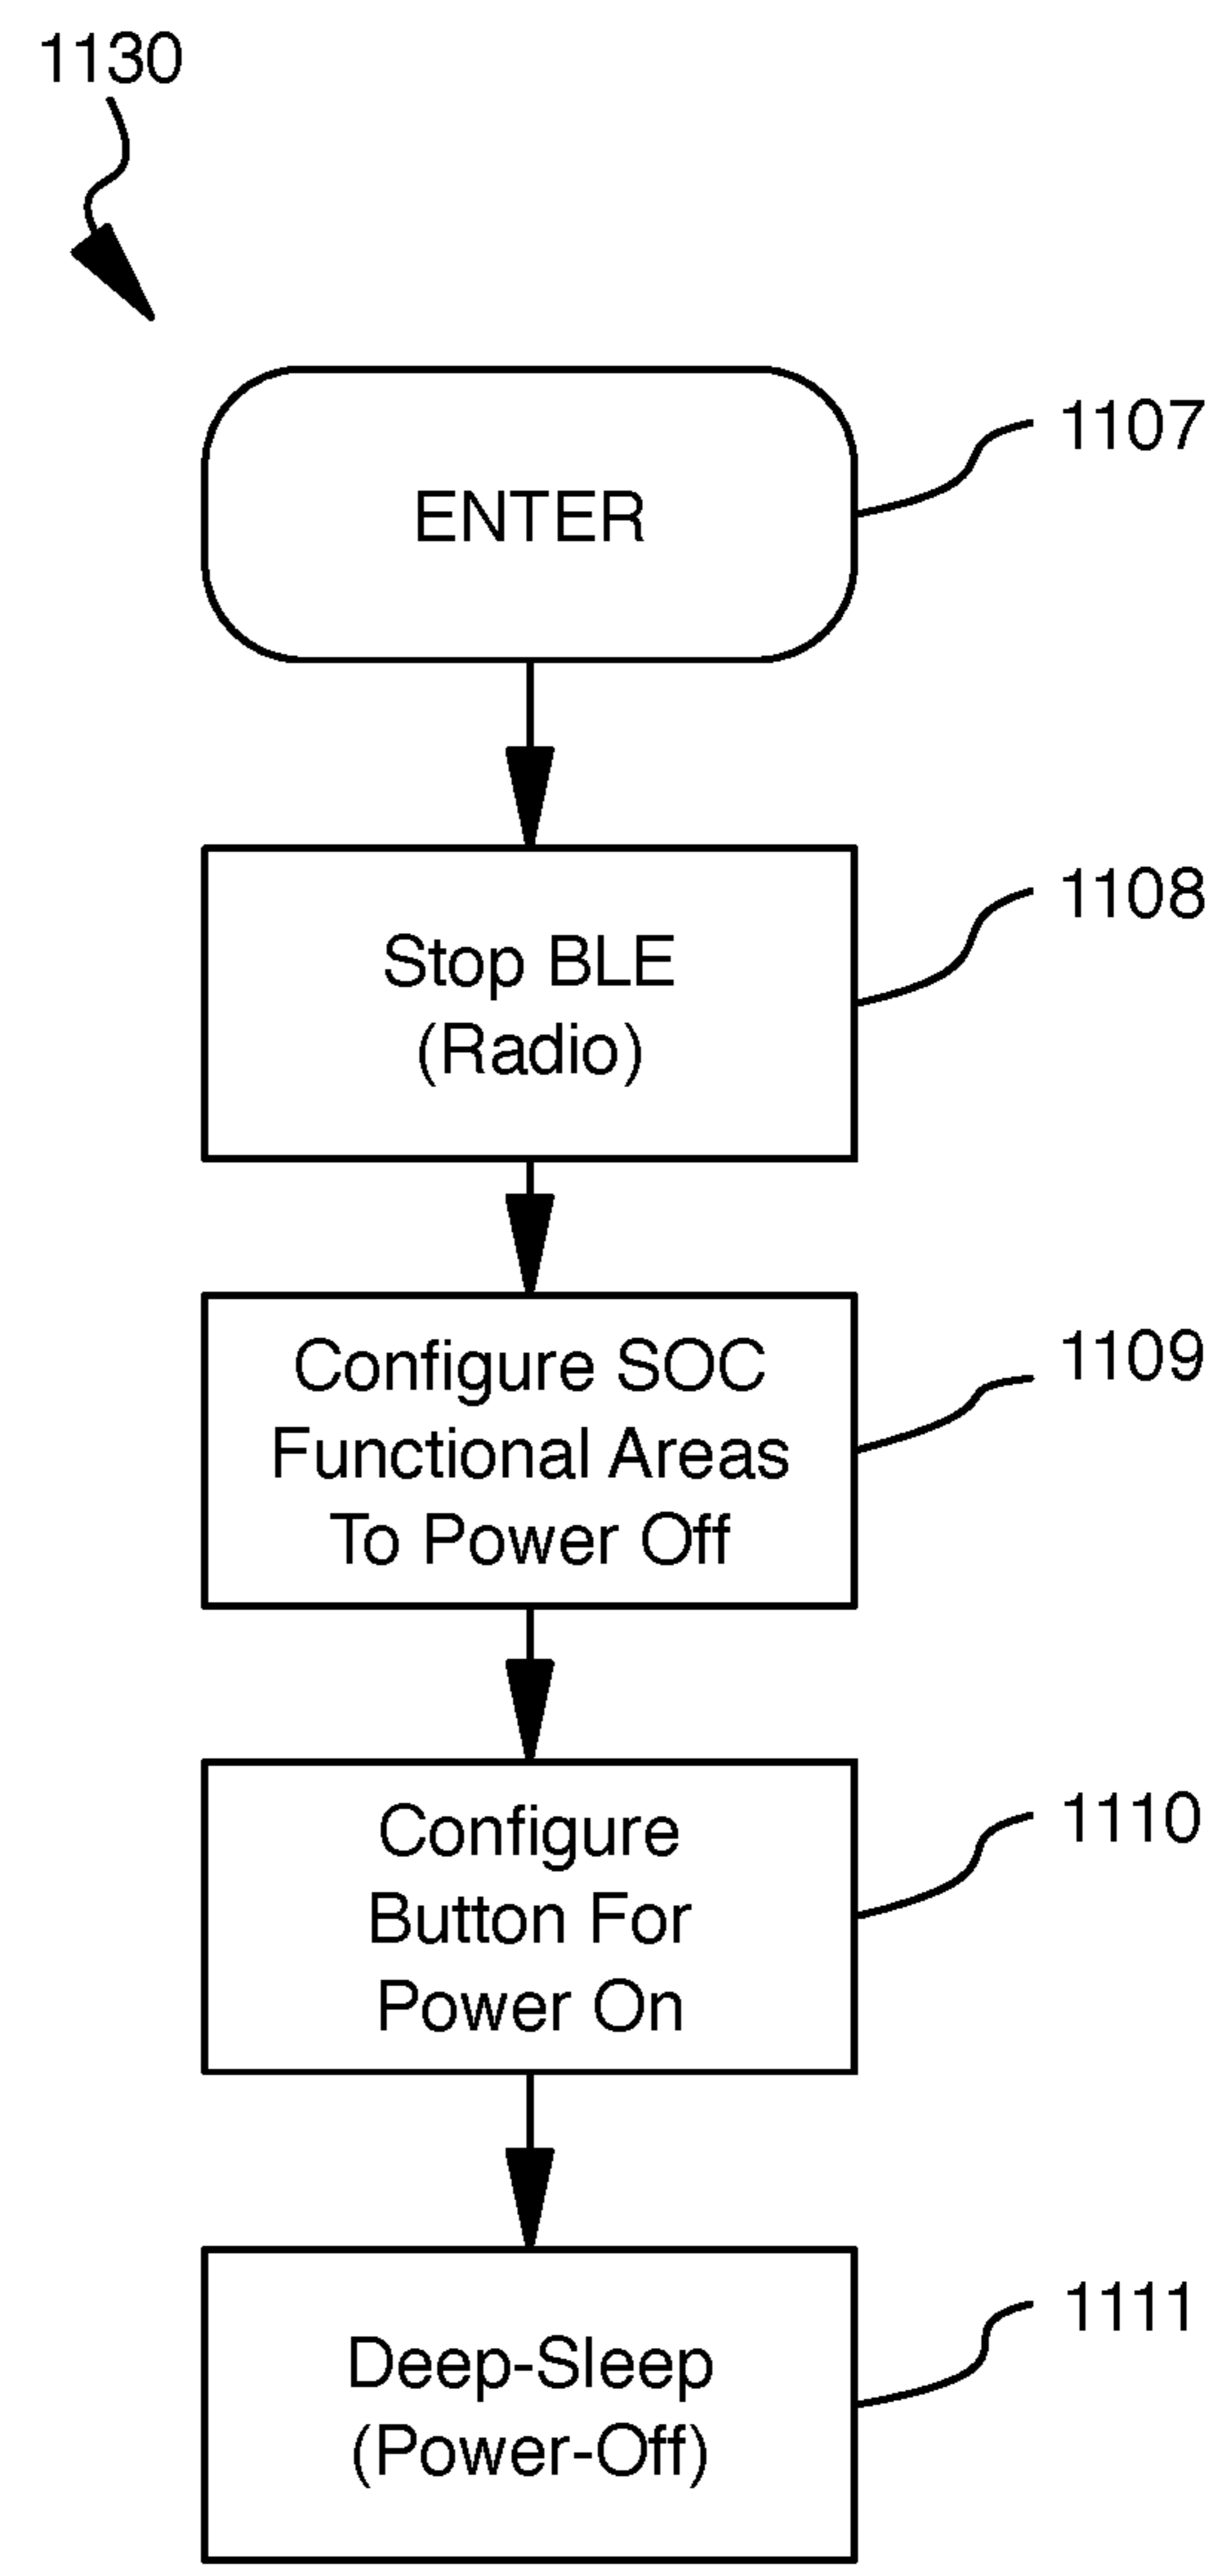 1130
ENTER
1107
Stop BLE
(Radio)
1108
Configure SOC
Functional Areas
To Power Off
1109
Configure
Button For
Power On
1110
Deep-Sleep
(Power-Off)
1111